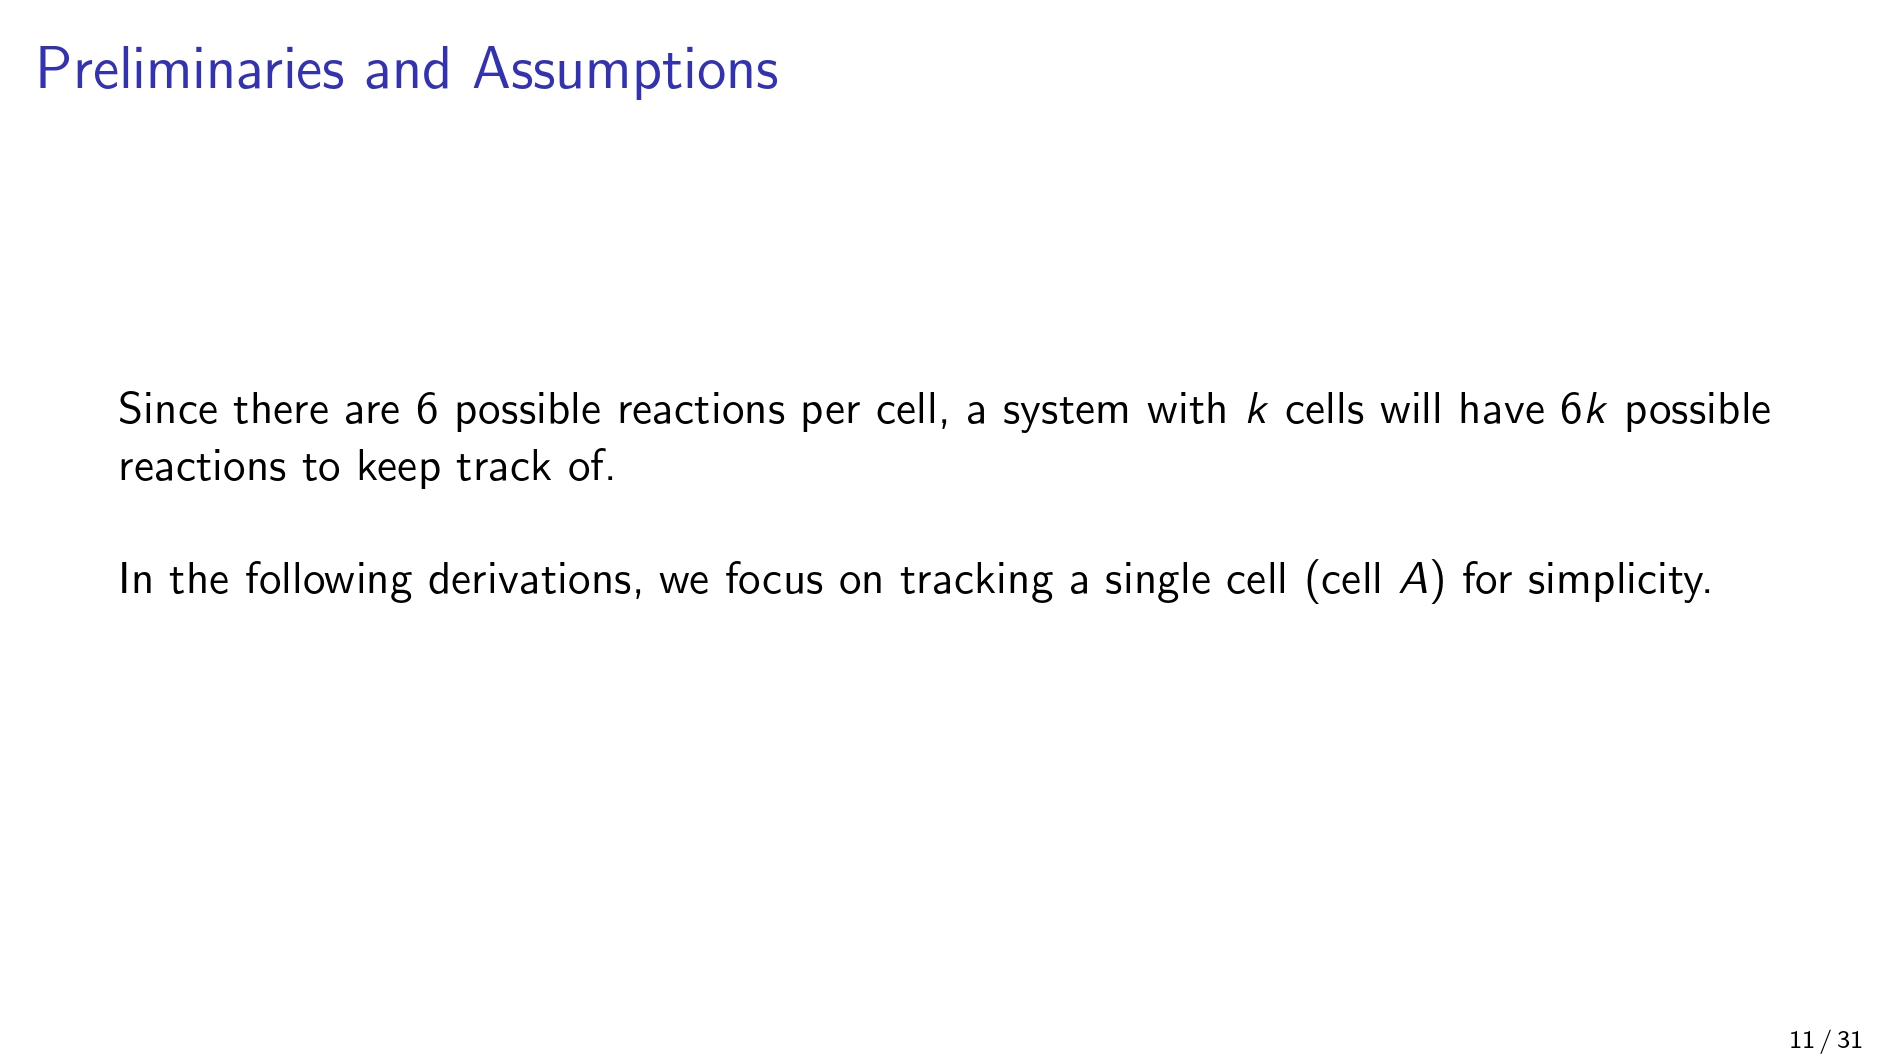 Preliminaries and Assumptions
Since there are 6 possible reactions per cell, a system with k cells will have 6k possible
reactions to keep track of.
In the following derivations, we focus on tracking a single cell (cell A) for simplicity.
11 / 31